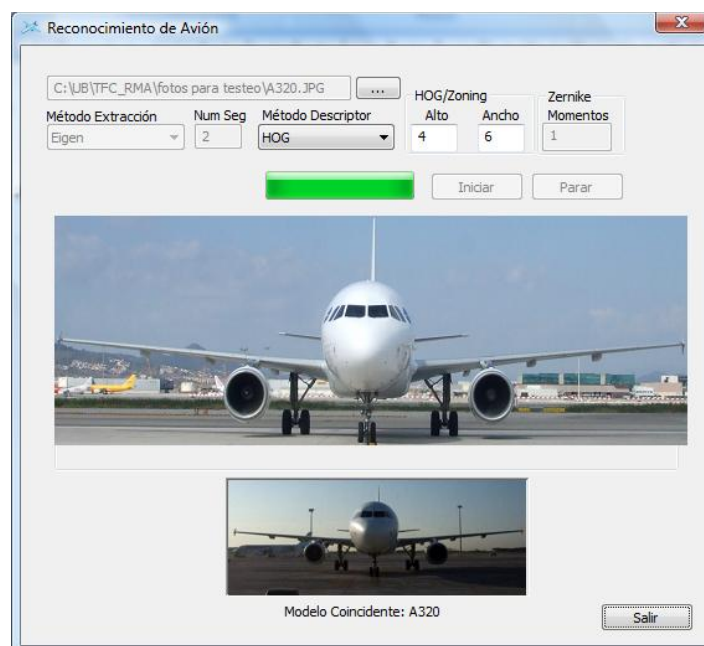 Reconocimiento de Avión
C:\UB\TFC_RMA\fotos para testeo\A320.JPG
...
HOG/Zoning
Zernike
Método Extracción
Num Seg
Método Descriptor
Alto
Ancho
Momentos
Eigen
2
HOG
4
6
1
Iniciar
Parar
Modelo Coincidente: A320
Salir